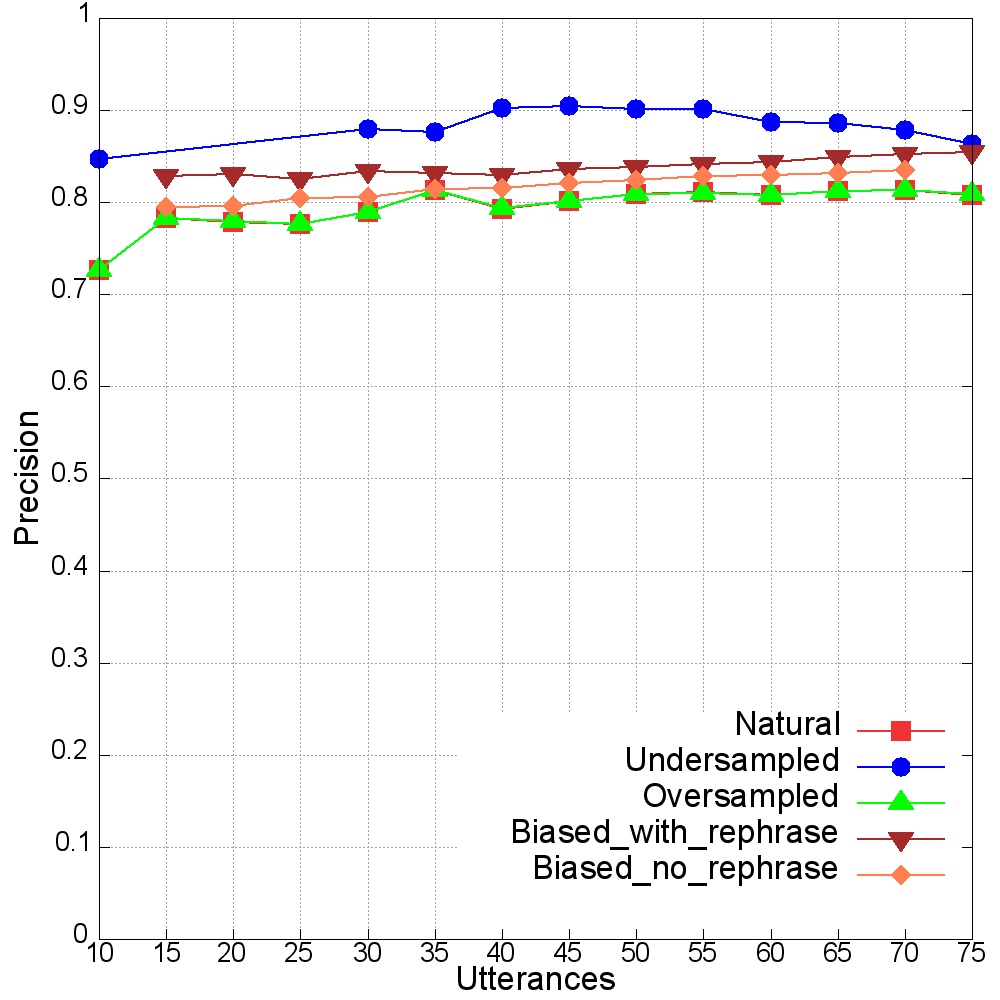 1
0.9
0.8
0.7
0.6
0.5
0.4
0.3
0.2
0.1
0
Precision
Natural
Undersampled
Oversampled
Biased_with_rephrase
Biased_no_rephrase
10 15 20 25 30 35 40 45 50 55 60 65 70 75
Utterances